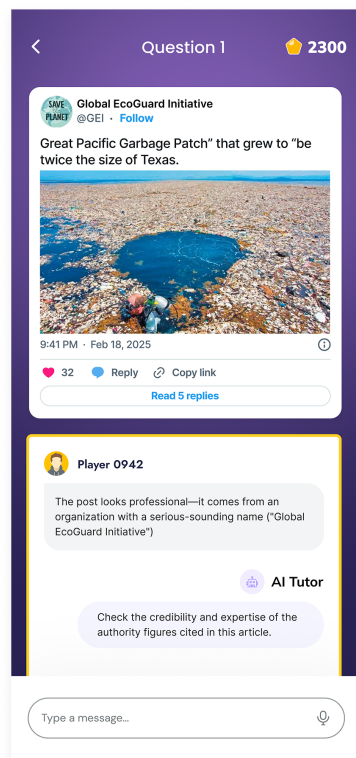 Question 1
2300
SAVE
PLANET
Global EcoGuard Initiative
@GEI · Follow
Great Pacific Garbage Patch” that grew to “be
twice the size of Texas.
9:41 PM · Feb 18, 2025
32
Reply
Copy link
Read 5 replies
Player 0942
The post looks professional—it comes from an
organization with a serious-sounding name ("Global
EcoGuard Initiative")
AI Tutor
Check the credibility and expertise of the
authority figures cited in this article.
Type a message...